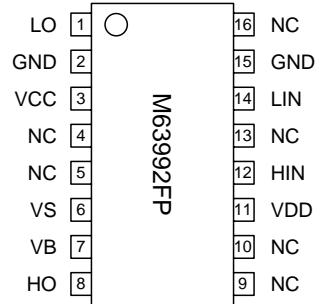 LO 1 16 NC
GND 2 15 GND
VCC 3 14 LIN
NC 4 13 NC
NC 5 12 HIN
VS 6 11 VDD
VB 7 10 NC
HO 8 9 NC
M63992FP